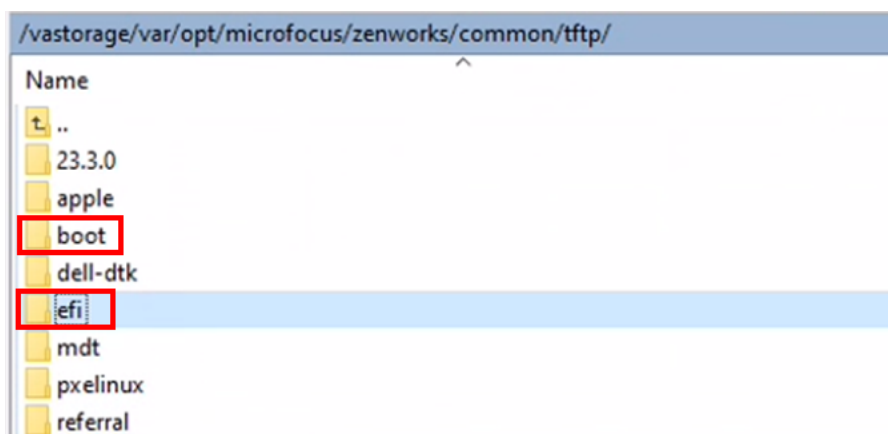 /vastorage/var/opt/microfocus/zenworks/common/tftp/
Name
..
23.3.0
apple
boot
dell-dtk
efi
mdt
pxelinux
referral